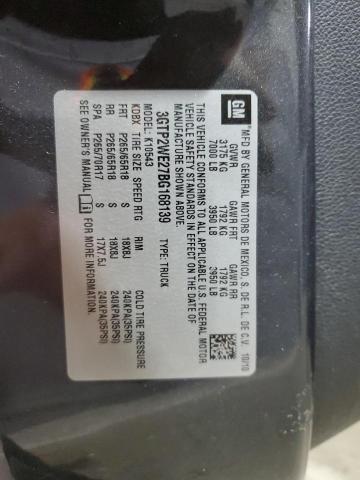 GM
MFD BY GENERAL MOTORS DE MEXICO, S. DE R.L. DE C.V. 10/10
GVWR GAWR FRT GAWR RR
3175 KG 1792 KG 1792 KG
7000 LB 3950 LB 3950 LB
THIS VEHICLE CONFORMS TO ALL APPLICABLE U.S. FEDERAL MOTOR
VEHICLE SAFETY STANDARDS IN EFFECT ON THE DATE OF
MANUFACTURE SHOWN ABOVE.
3GTP2WE27BG168139 TYPE: TRUCK
MODEL: K10543
KDBX TIRE SIZE SPEED RTG RIM COLD TIRE PRESSURE
FRT P265/65R18 S 18X8J 240KPA(35PSI)
RR P265/65R18 S 18X8J 240KPA(35PSI)
SPA P265/70R17 S 17X7.5J 240KPA(35PSI)
SEE OWNER'S MANUAL FOR MORE INFORMATION.